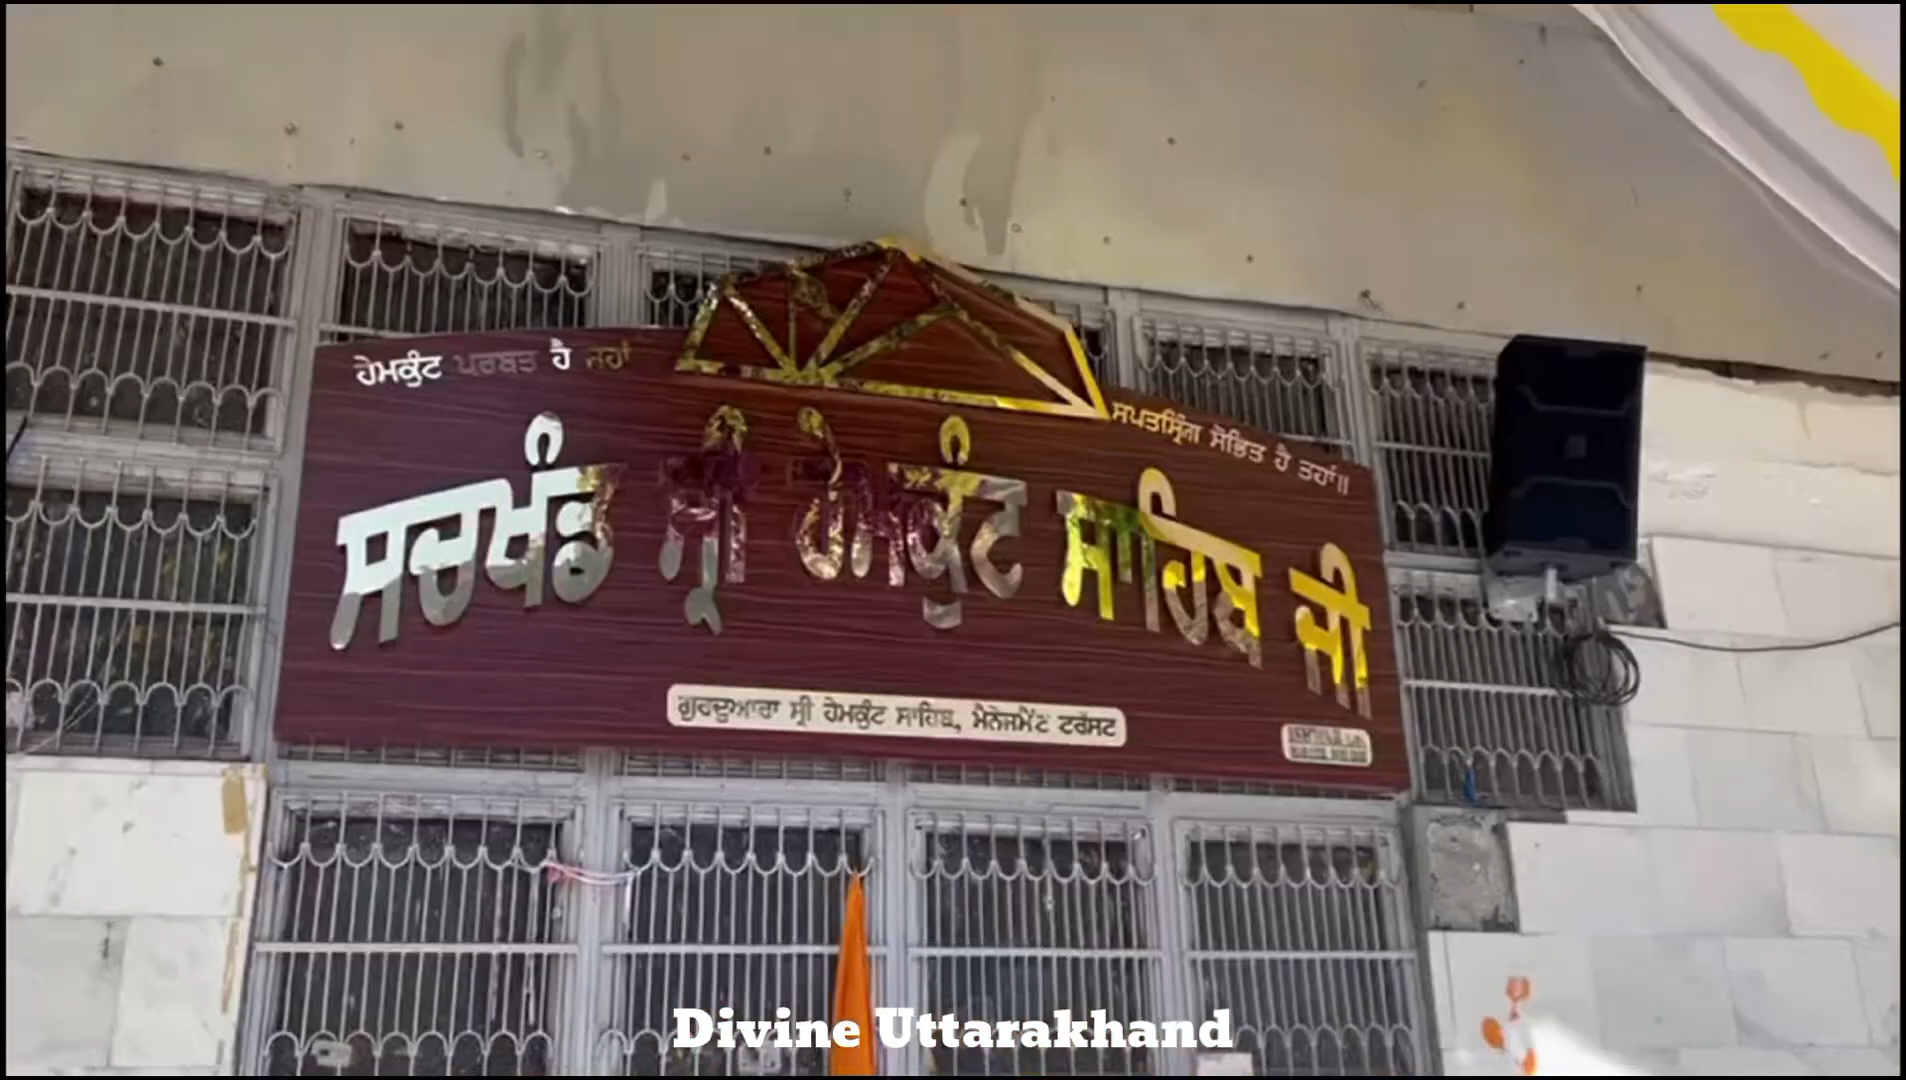 ਹੇਮਕੁੰਟ ਪਰਬਤ ਹੈ ਜਹਾਂ
ਸਪਤਸ੍ਰਿੰਗ ਸੋਭਿਤ ਹੈ ਤਹਾਂ॥
ਸਚਖੰਡ ਸ੍ਰੀ ਹੇਮਕੁੰਟ ਸਾਹਿਬ ਜੀ
ਗੁਰਦੁਆਰਾ ਸ੍ਰੀ ਹੇਮਕੁੰਟ ਸਾਹਿਬ, ਮੈਨੇਜਮੈਂਟ ਟਰੱਸਟ
Divine Uttarakhand